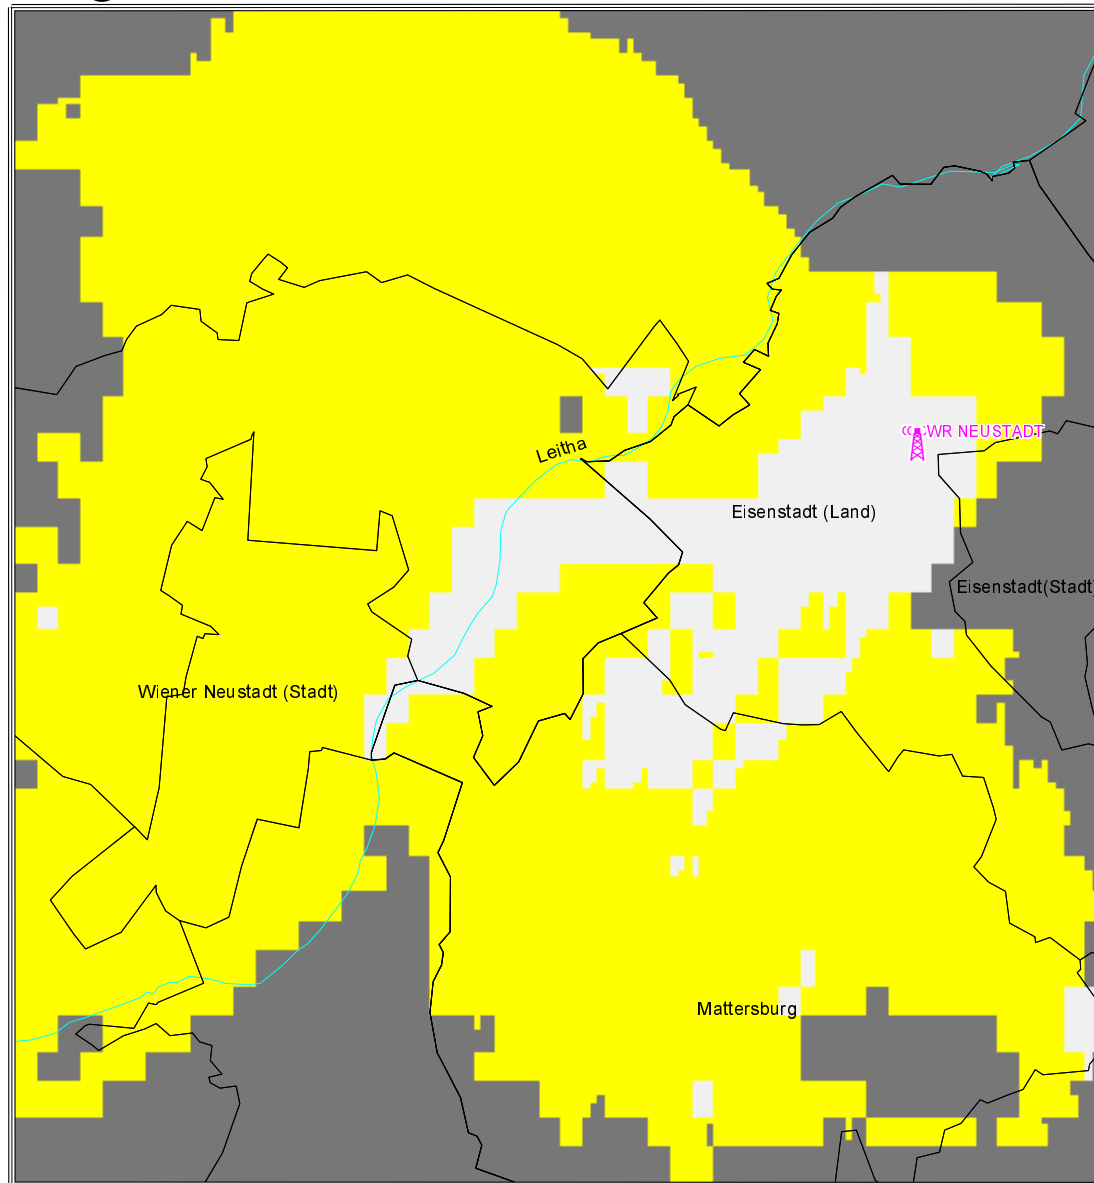 WR NEUSTADT
Leitha
Eisenstadt (Land)
Eisenstadt(Stadt)
Wiener Neustadt (Stadt)
Mattersburg